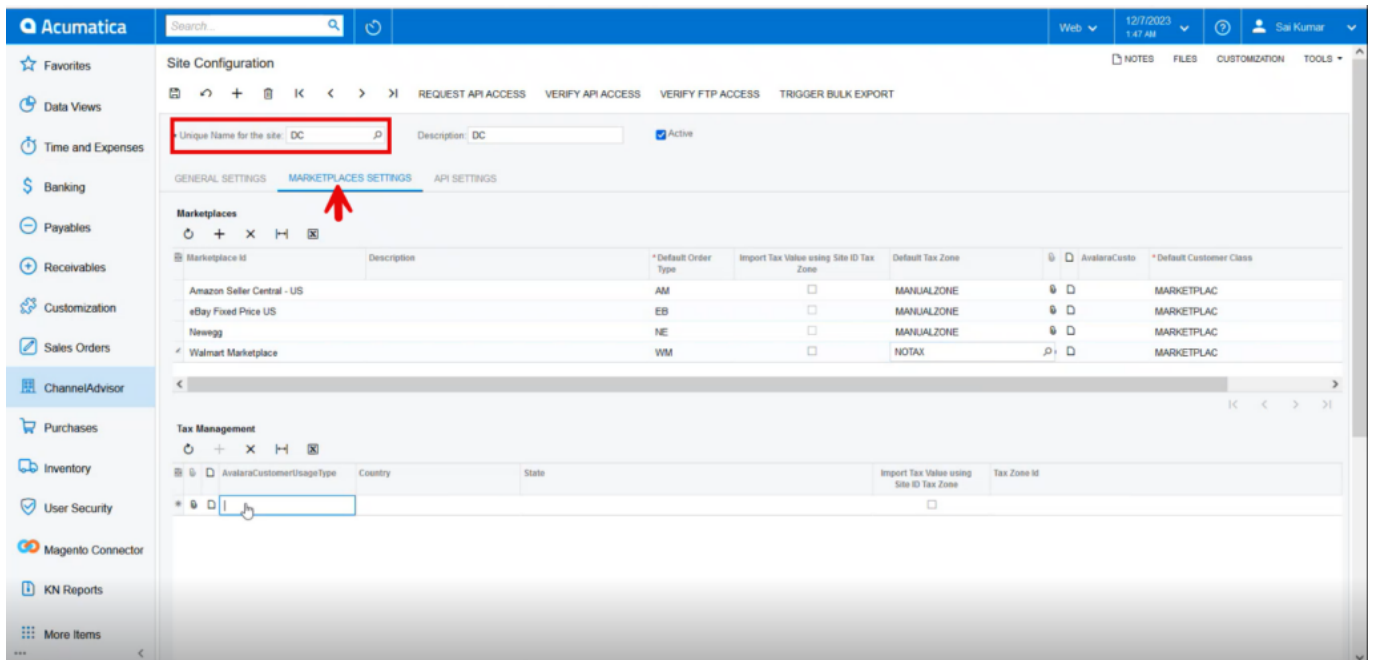 Acumatica
Search...
Web
12/7/2023
1:47 AM
Sai Kumar
Favorites
Data Views
Time and Expenses
Banking
Payables
Receivables
Customization
Sales Orders
ChannelAdvisor
Purchases
Inventory
User Security
Magento Connector
KN Reports
More Items
Site Configuration
NOTES FILES CUSTOMIZATION TOOLS
REQUEST API ACCESS VERIFY API ACCESS VERIFY FTP ACCESS TRIGGER BULK EXPORT
Unique Name for the site: DC Description: DC Active
GENERAL SETTINGS MARKETPLACES SETTINGS API SETTINGS
Marketplaces
Marketplace Id Description * Default Order Type Import Tax Value using Site ID Tax Zone Default Tax Zone AvalaraCusto * Default Customer Class
Amazon Seller Central - US AM MANUALZONE MARKETPLAC
eBay Fixed Price US EB MANUALZONE MARKETPLAC
Newegg NE MANUALZONE MARKETPLAC
Walmart Marketplace WM NOTAX MARKETPLAC
Tax Management
AvalaraCustomerUsageType Country State Import Tax Value using Site ID Tax Zone Tax Zone Id